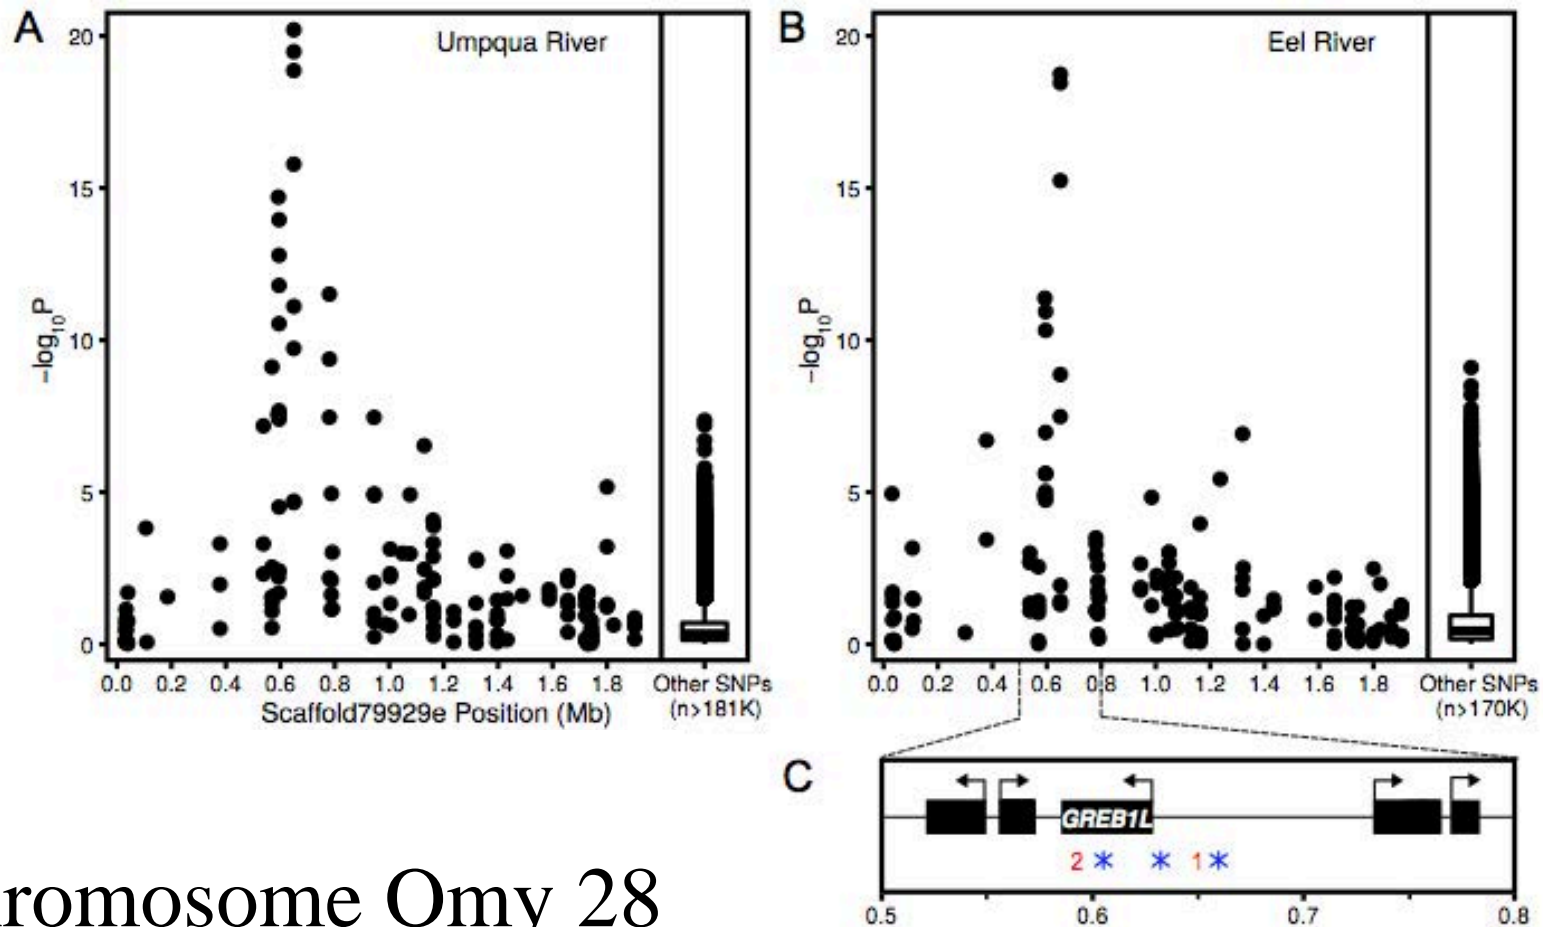 A
Umpqua River
20
15
10
5
0
–log10P
0.0 0.2 0.4 0.6 0.8 1.0 1.2 1.4 1.6 1.8
Scaffold79929e Position (Mb)
Other SNPs
(n>181K)
B
Eel River
20
15
10
5
0
–log10P
0.0 0.2 0.4 0.6 0.8 1.0 1.2 1.4 1.6 1.8
Other SNPs
(n>170K)
C
GREB1L
2 * * 1 *
0.5 0.6 0.7 0.8
romosome Omy 28